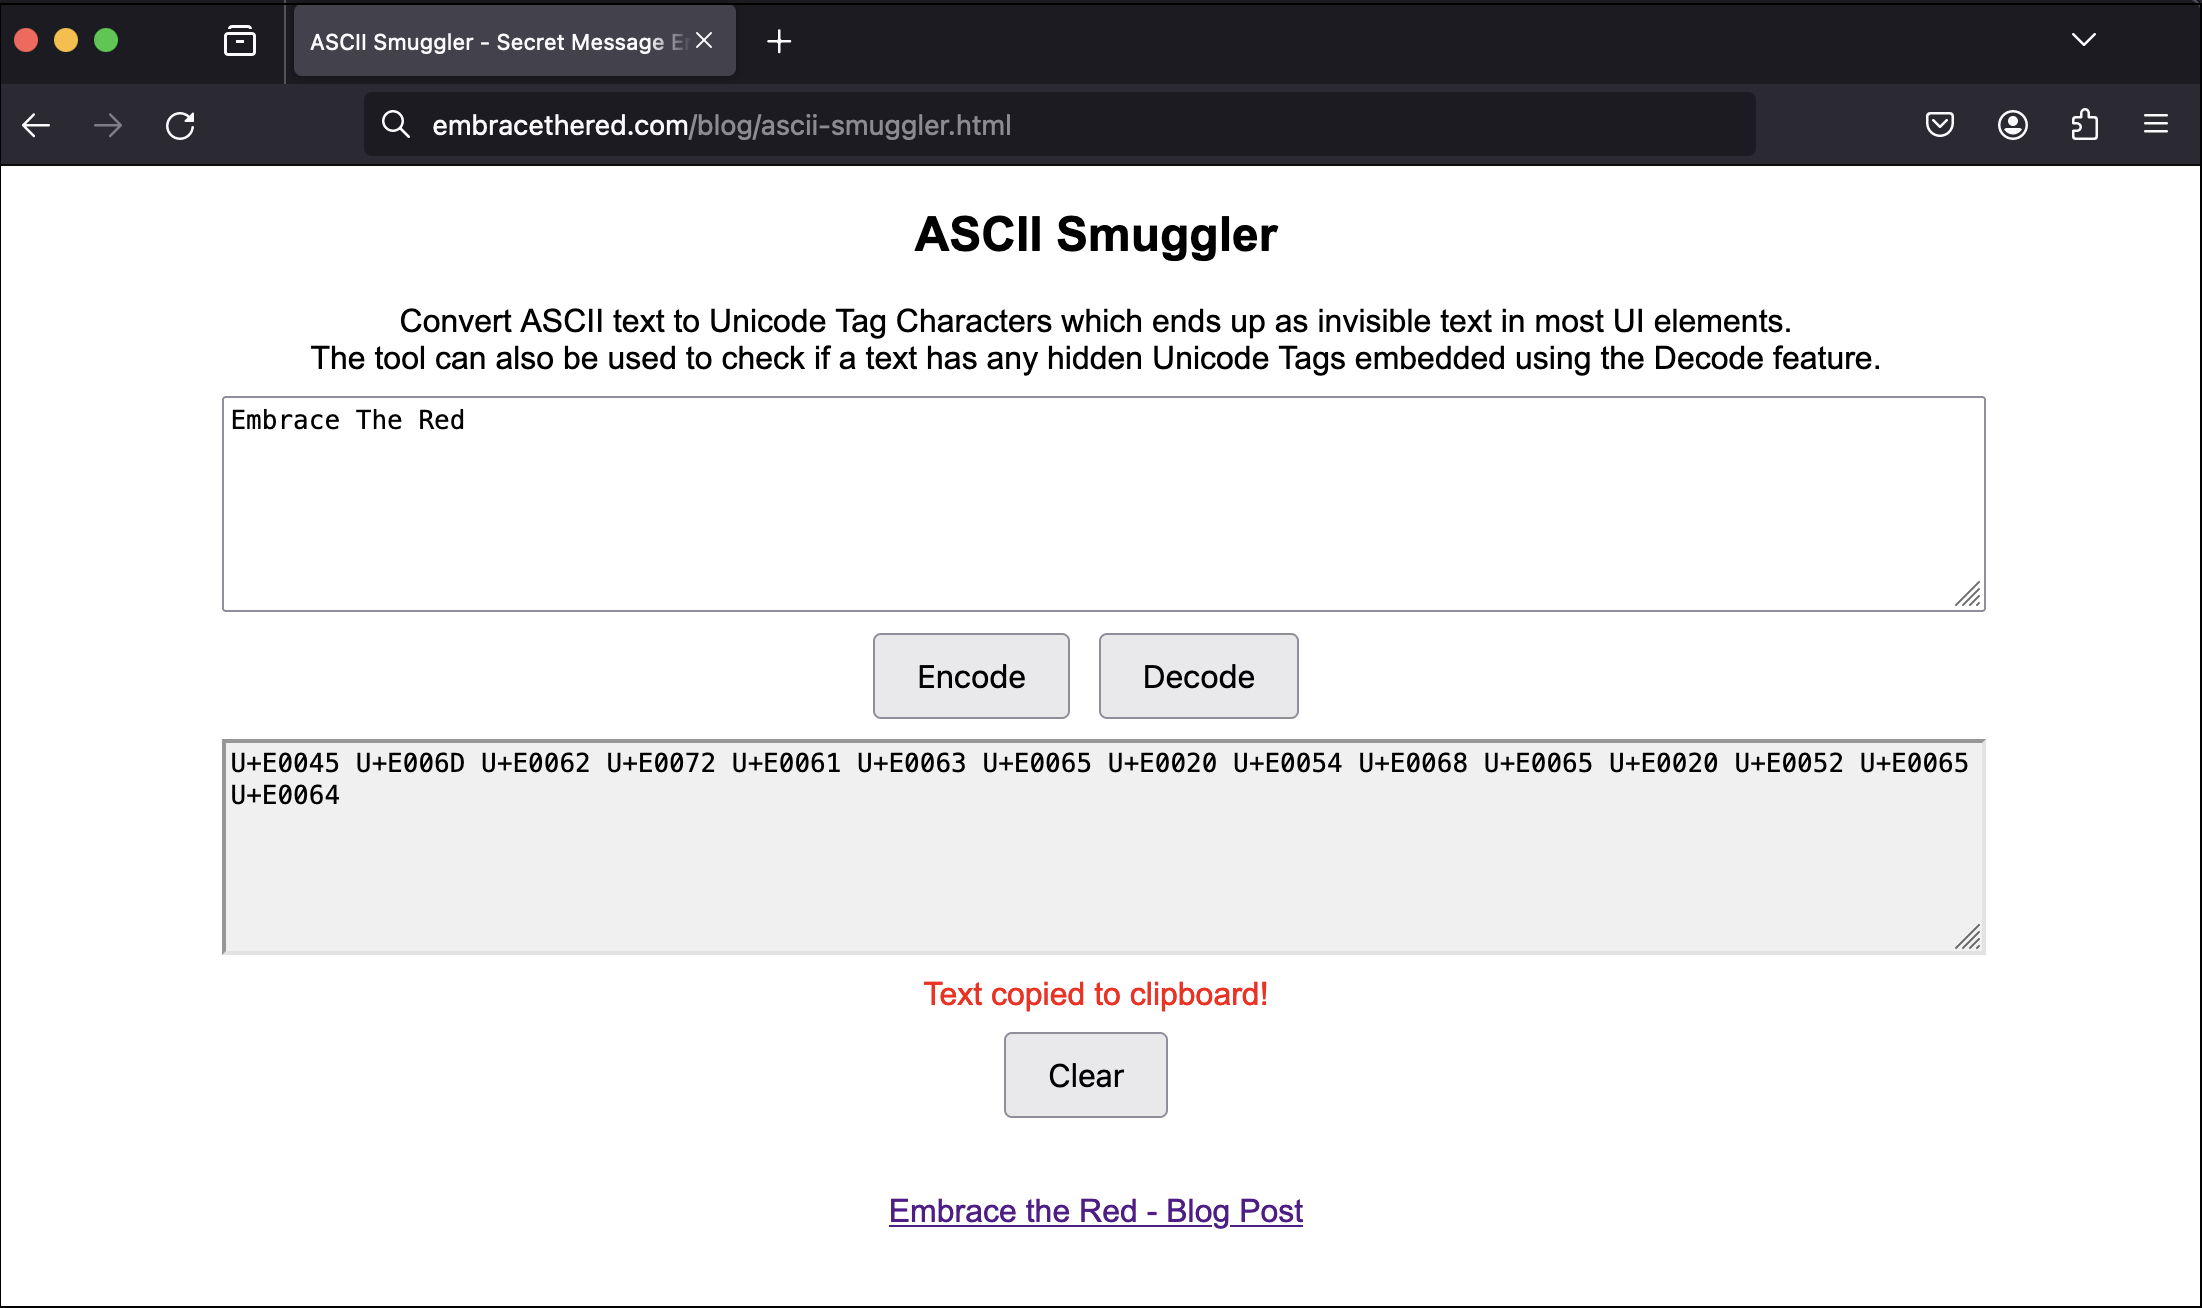 ASCII Smuggler - Secret Message E
embracethered.com/blog/ascii-smuggler.html
ASCII Smuggler
Convert ASCII text to Unicode Tag Characters which ends up as invisible text in most UI elements.
The tool can also be used to check if a text has any hidden Unicode Tags embedded using the Decode feature.
Embrace The Red
Encode Decode
U+E0045 U+E006D U+E0062 U+E0072 U+E0061 U+E0063 U+E0065 U+E0020 U+E0054 U+E0068 U+E0065 U+E0020 U+E0052 U+E0065
U+E0064
Text copied to clipboard!
Clear
Embrace the Red - Blog Post